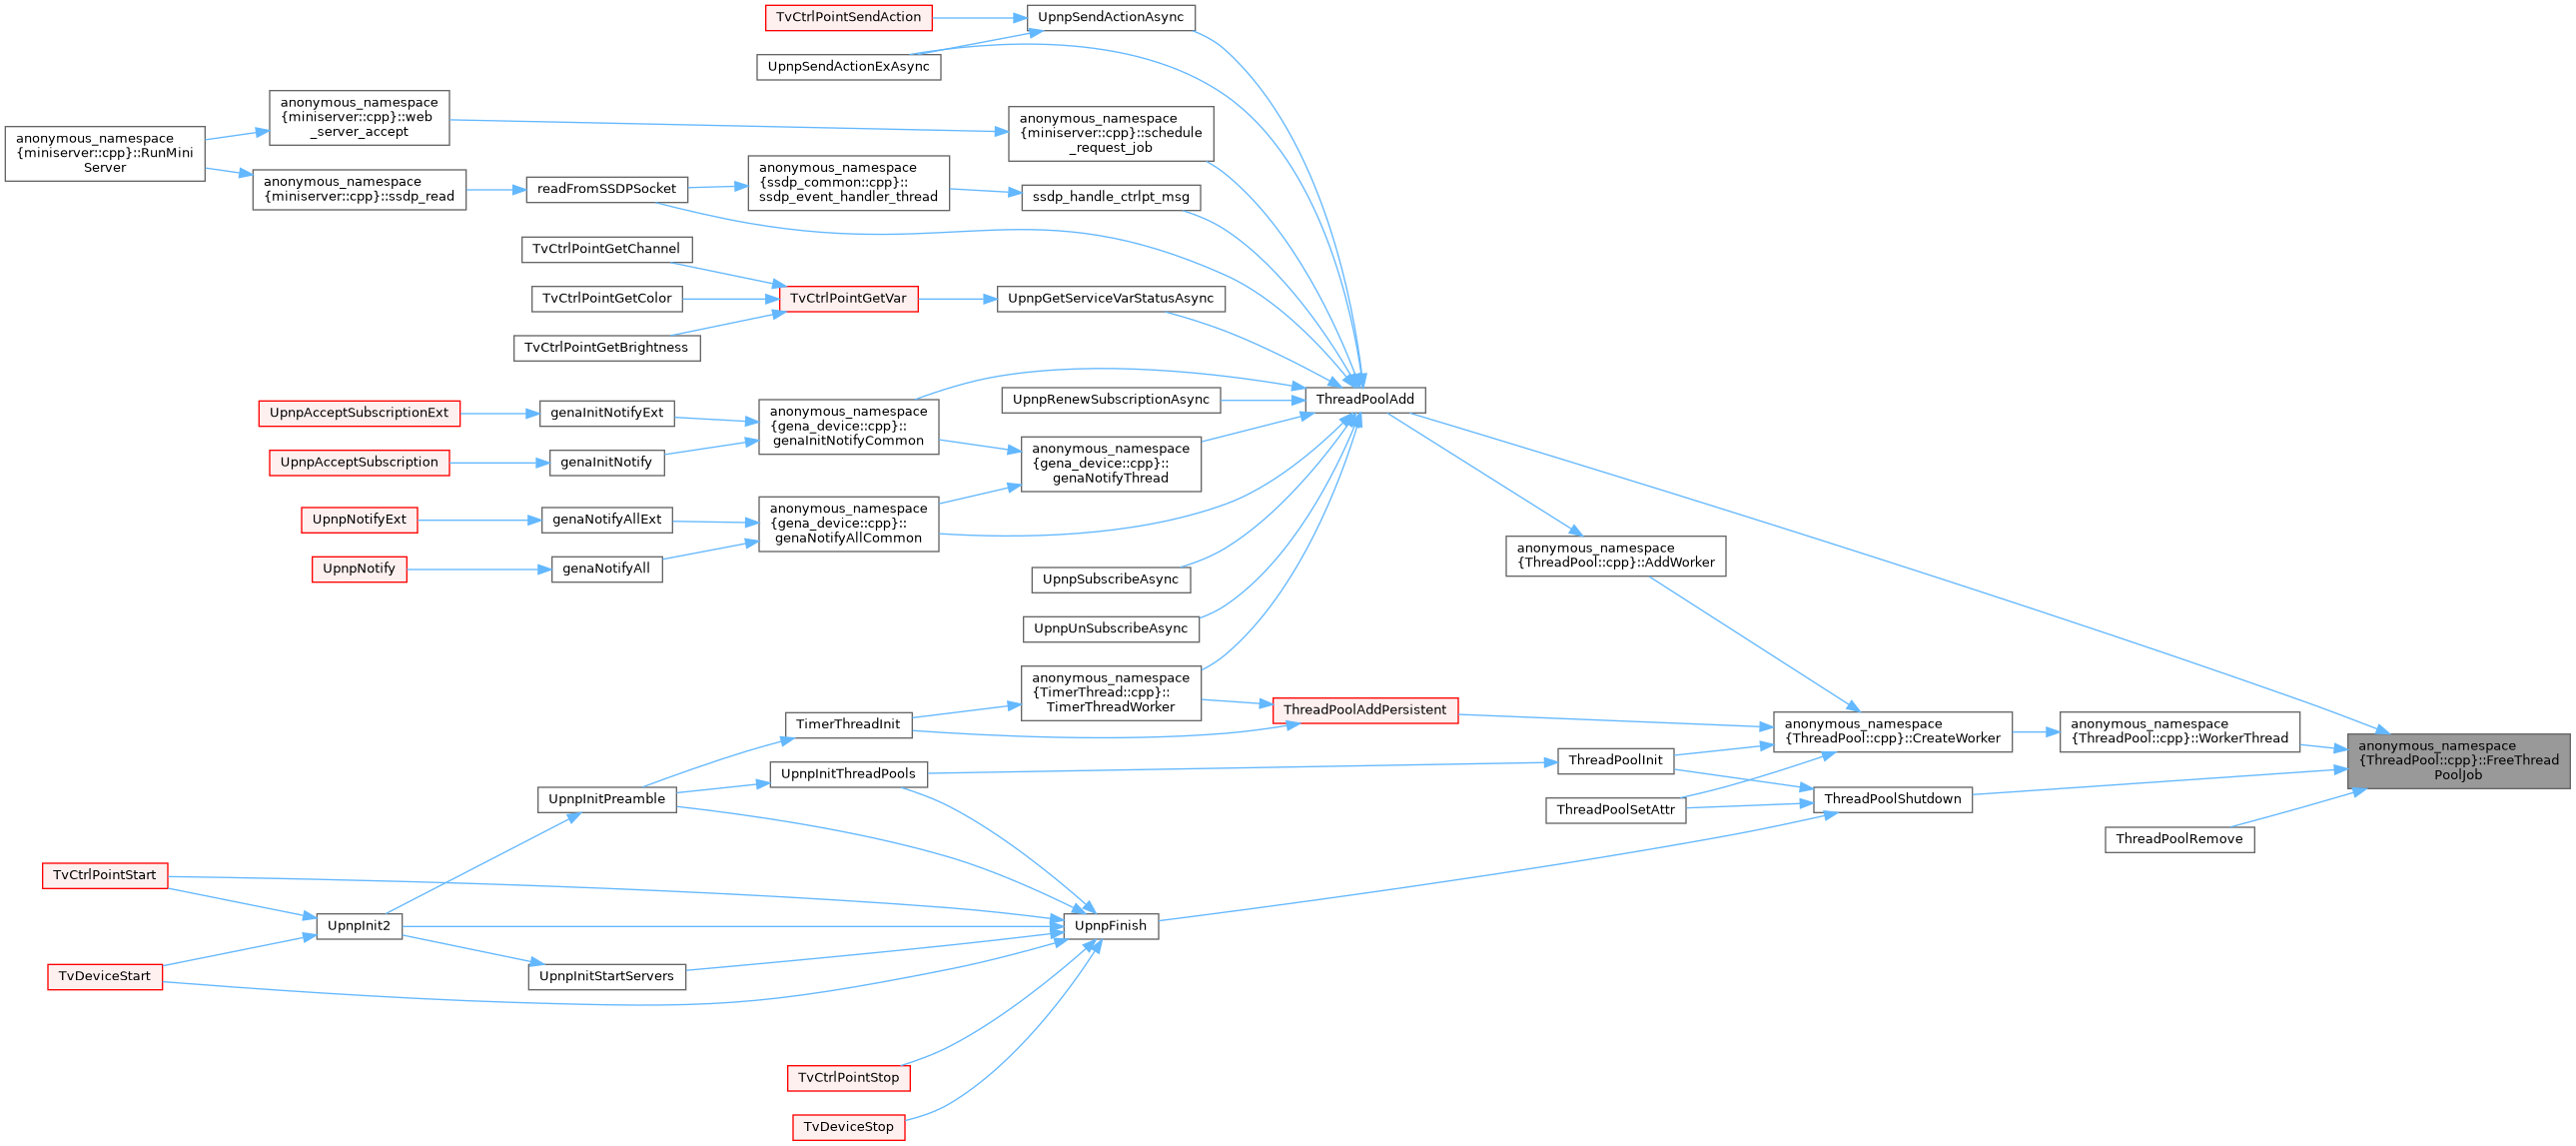 TvCtrlPointSendAction
UpnpSendActionAsync
UpnpSendActionExAsync
anonymous_namespace
{miniserver::cpp}::web
_server_accept
anonymous_namespace
{miniserver::cpp}::schedule
_request_job
anonymous_namespace
{miniserver::cpp}::RunMini
Server
anonymous_namespace
{miniserver::cpp}::ssdp_read
readFromSSDPSocket
anonymous_namespace
{ssdp_common::cpp}::
ssdp_event_handler_thread
ssdp_handle_ctrlpt_msg
TvCtrlPointGetChannel
TvCtrlPointGetColor
TvCtrlPointGetVar
UpnpGetServiceVarStatusAsync
TvCtrlPointGetBrightness
UpnpAcceptSubscriptionExt
genaInitNotifyExt
anonymous_namespace
{gena_device::cpp}::
genaInitNotifyCommon
UpnpRenewSubscriptionAsync
ThreadPoolAdd
UpnpAcceptSubscription
genaInitNotify
anonymous_namespace
{gena_device::cpp}::
genaNotifyThread
UpnpNotifyExt
genaNotifyAllExt
anonymous_namespace
{gena_device::cpp}::
genaNotifyAllCommon
UpnpNotify
genaNotifyAll
UpnpSubscribeAsync
anonymous_namespace
{ThreadPool::cpp}::AddWorker
UpnpUnSubscribeAsync
anonymous_namespace
{TimerThread::cpp}::
TimerThreadWorker
ThreadPoolAddPersistent
TimerThreadInit
anonymous_namespace
{ThreadPool::cpp}::CreateWorker
anonymous_namespace
{ThreadPool::cpp}::WorkerThread
anonymous_namespace
{ThreadPool::cpp}::FreeThread
PoolJob
UpnpInitThreadPools
ThreadPoolInit
UpnpInitPreamble
ThreadPoolSetAttr
ThreadPoolShutdown
ThreadPoolRemove
TvCtrlPointStart
UpnpInit2
UpnpFinish
TvDeviceStart
UpnpInitStartServers
TvCtrlPointStop
TvDeviceStop